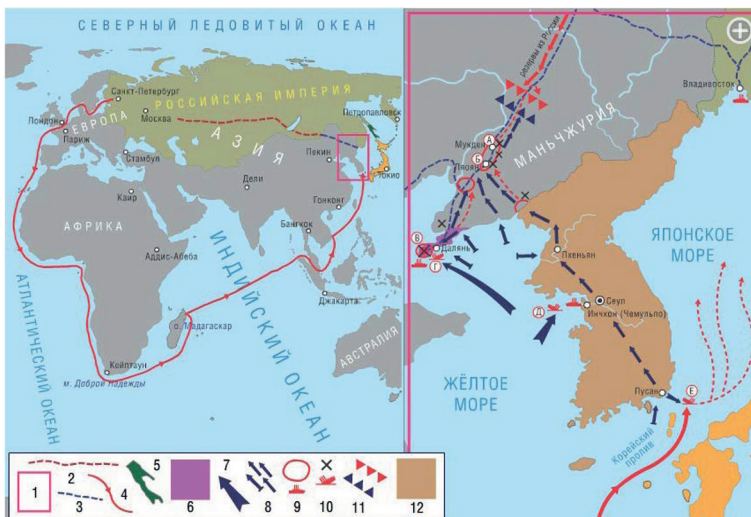 СЕВЕРНЫЙ ЛЕДОВИТЫЙ ОКЕАН
Санкт-Петербург
РОССИЙСКАЯ ИМПЕРИЯ
Москва
Петропавловск
Лондон
ЕВРОПА
Париж
АЗИЯ
Стамбул
Пекин
Токио
Каир
Дели
Гонконг
АФРИКА
Бангкок
Аддис-Абеба
АТЛАНТИЧЕСКИЙ ОКЕАН
ИНДИЙСКИЙ ОКЕАН
Джакарта
о. Мадагаскар
АВСТРАЛИЯ
Кейптаун
м. Доброй Надежды
резервы из России
Владивосток
Мукден
А
МАНЬЧЖУРИЯ
Ляоян
Б
В
Далянь
Г
Пхеньян
ЯПОНСКОЕ
МОРЕ
Д
Сеул
Инчхон (Чемульпо)
ЖЁЛТОЕ
МОРЕ
Пусан
Е
Корейский
пролив
1
2
3
4
5
6
7
8
9
10
11
12